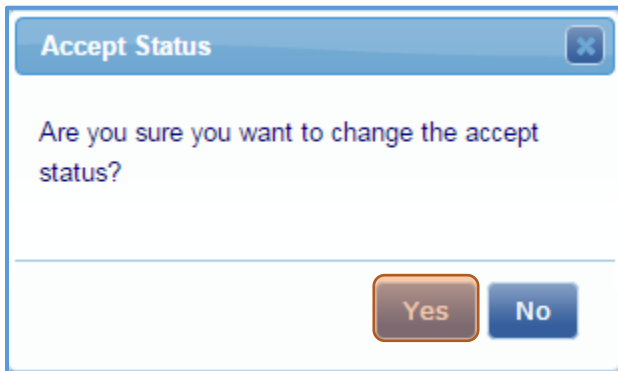 Accept Status
Are you sure you want to change the accept
status?
Yes
No